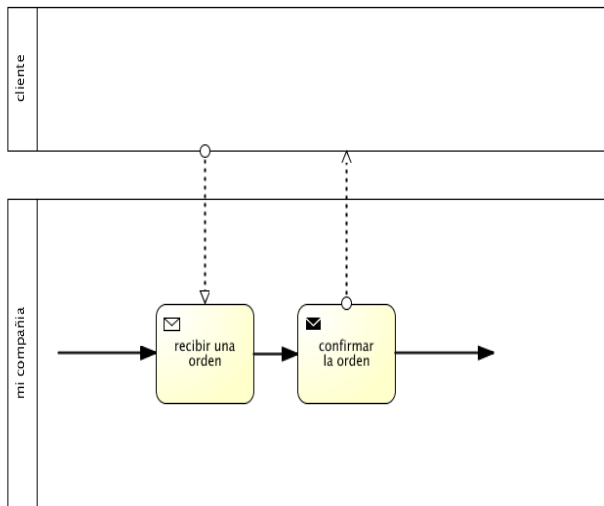 cliente
mi compañia
recibir una
orden
confirmar
la orden